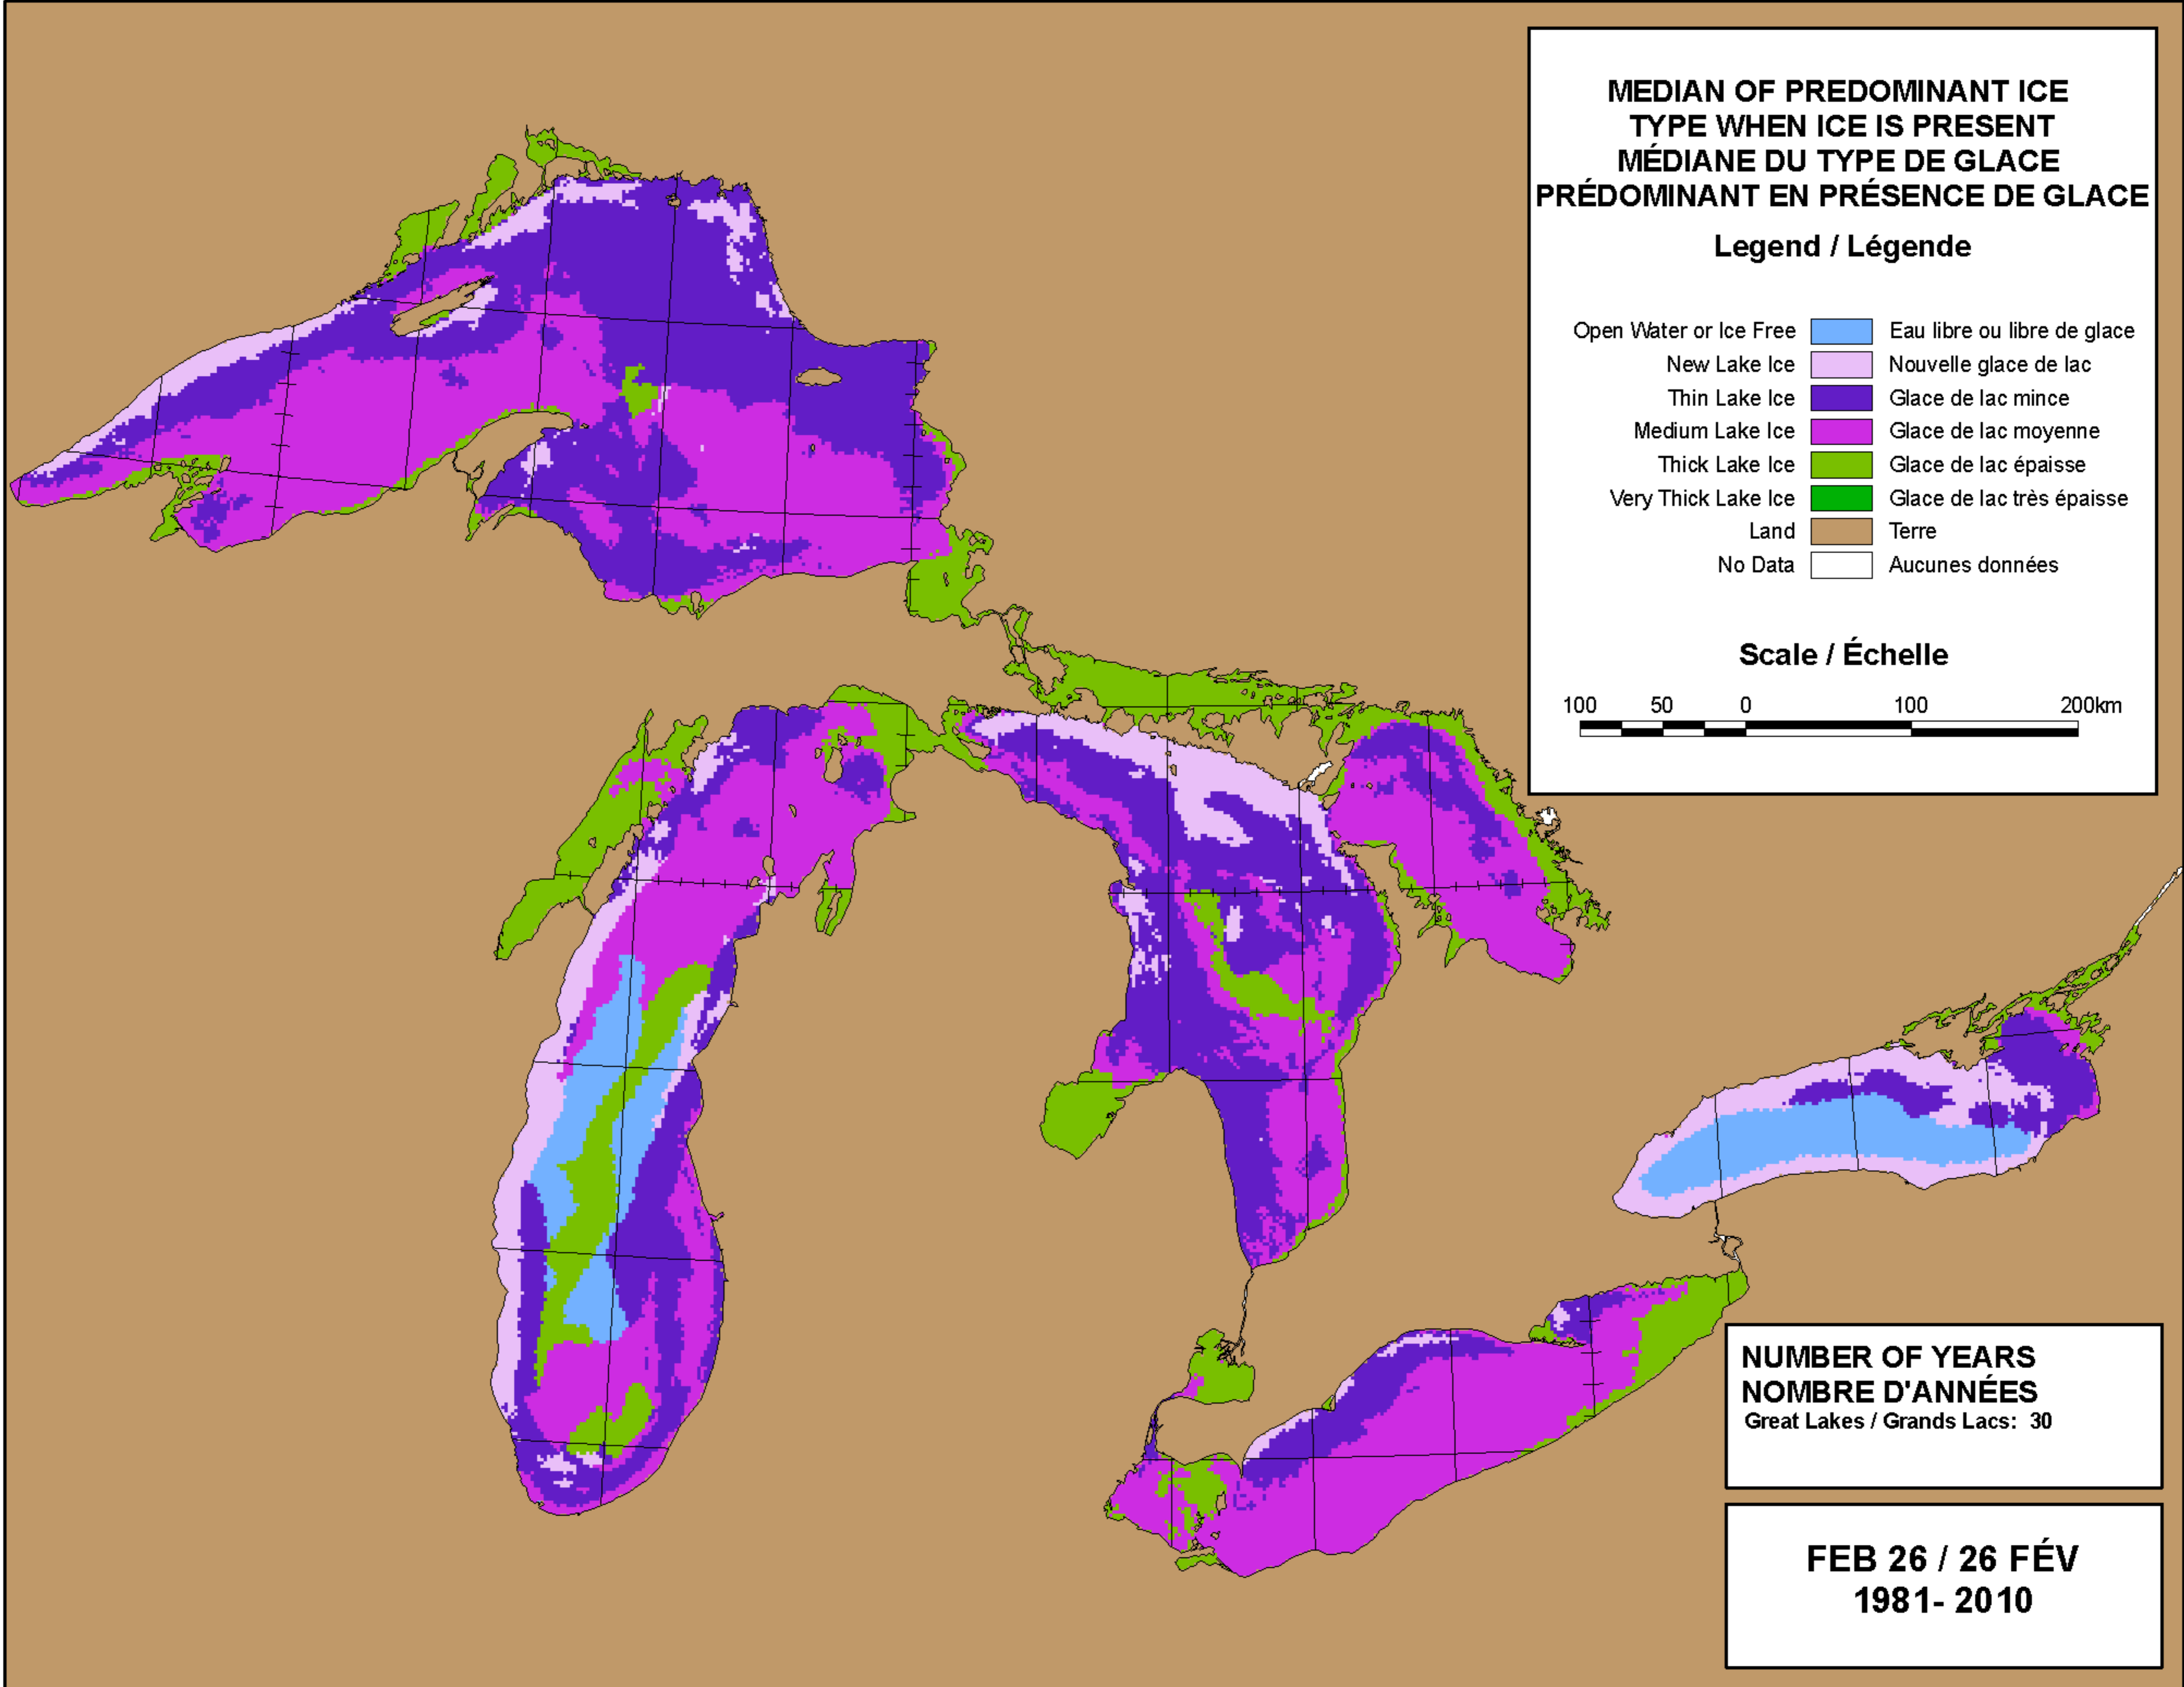 MEDIAN OF PREDOMINANT ICE
TYPE WHEN ICE IS PRESENT
MÉDIANE DU TYPE DE GLACE
PRÉDOMINANT EN PRÉSENCE DE GLACE
Legend / Légende
Open Water or Ice Free Eau libre ou libre de glace
New Lake Ice Nouvelle glace de lac
Thin Lake Ice Glace de lac mince
Medium Lake Ice Glace de lac moyenne
Thick Lake Ice Glace de lac épaisse
Very Thick Lake Ice Glace de lac très épaisse
Land Terre
No Data Aucunes données
Scale / Échelle
100 50 0 100 200km
NUMBER OF YEARS
NOMBRE D'ANNÉES
Great Lakes / Grands Lacs: 30
FEB 26 / 26 FÉV
1981- 2010